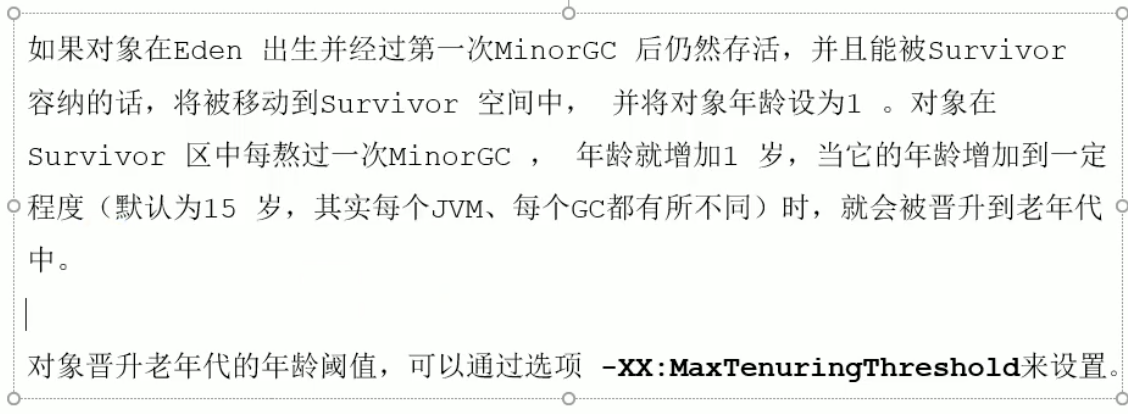 如果对象在Eden 出生并经过第一次MinorGC 后仍然存活，并且能被Survivor
容纳的话，将被移动到Survivor 空间中， 并将对象年龄设为1 。对象在
Survivor 区中每熬过一次MinorGC ， 年龄就增加1 岁，当它的年龄增加到一定
程度（默认为15 岁，其实每个JVM、每个GC都有所不同）时，就会被晋升到老年代
中。
对象晋升老年代的年龄阈值，可以通过选项 -XX:MaxTenuringThreshold来设置。